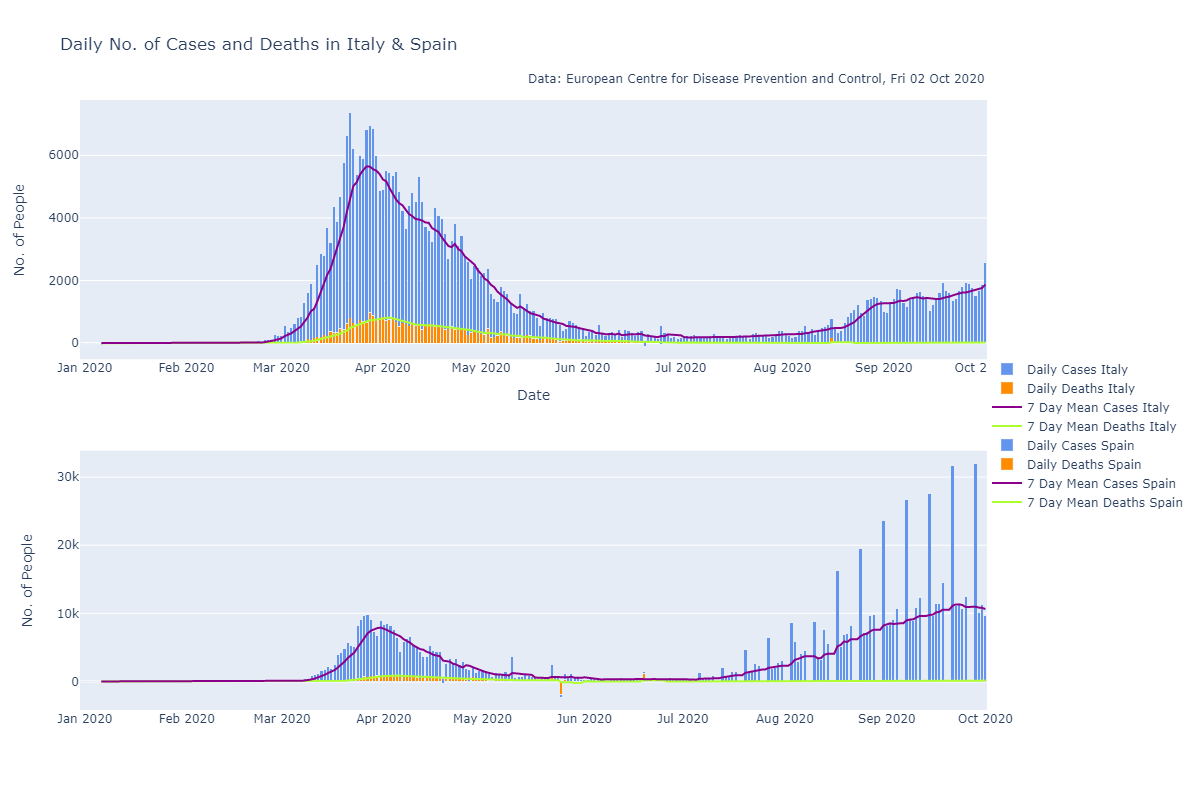 Daily No. of Cases and Deaths in Italy & Spain
Data: European Centre for Disease Prevention and Control, Fri 02 Oct 2020
No. of People
6000
4000
2000
0
Jan 2020 Feb 2020 Mar 2020 Apr 2020 May 2020 Jun 2020 Jul 2020 Aug 2020 Sep 2020 Oct 2
Date
Daily Cases Italy
Daily Deaths Italy
7 Day Mean Cases Italy
7 Day Mean Deaths Italy
Daily Cases Spain
Daily Deaths Spain
7 Day Mean Cases Spain
7 Day Mean Deaths Spain
No. of People
30k
20k
10k
0
Jan 2020 Feb 2020 Mar 2020 Apr 2020 May 2020 Jun 2020 Jul 2020 Aug 2020 Sep 2020 Oct 2020